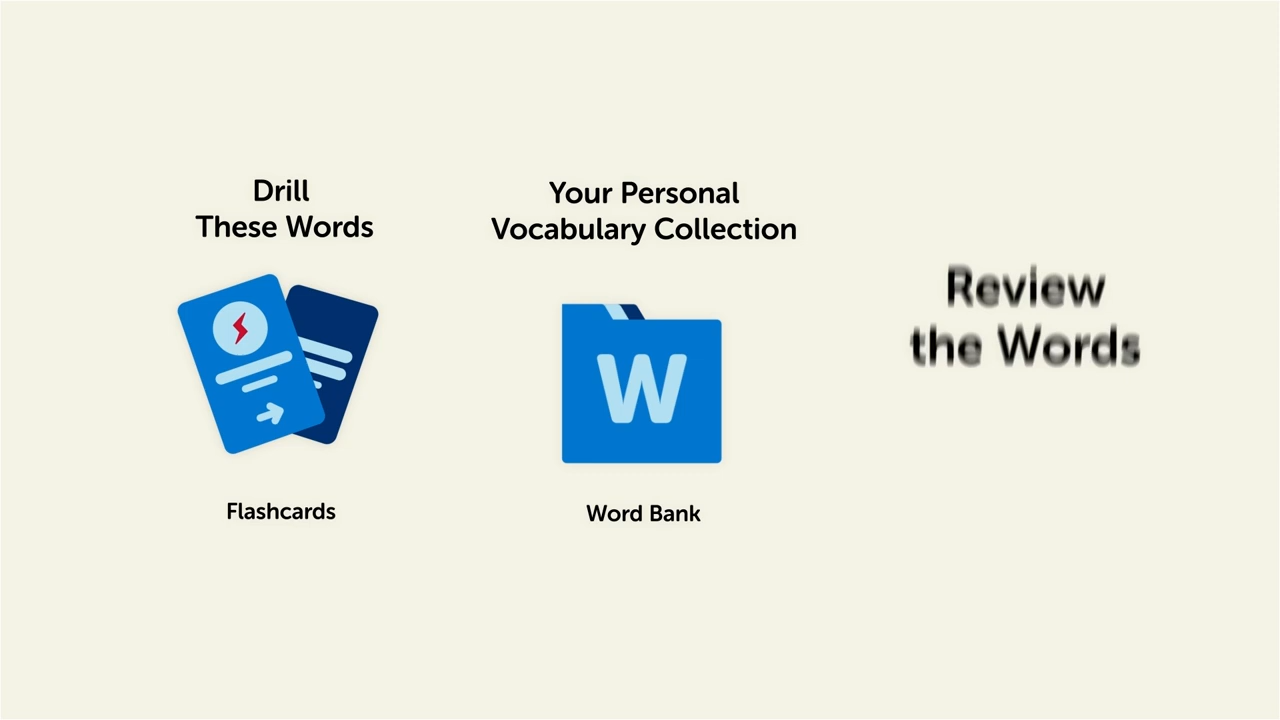 Drill
These Words
Flashcards
Your Personal
Vocabulary Collection
W
Word Bank
Review
the Words